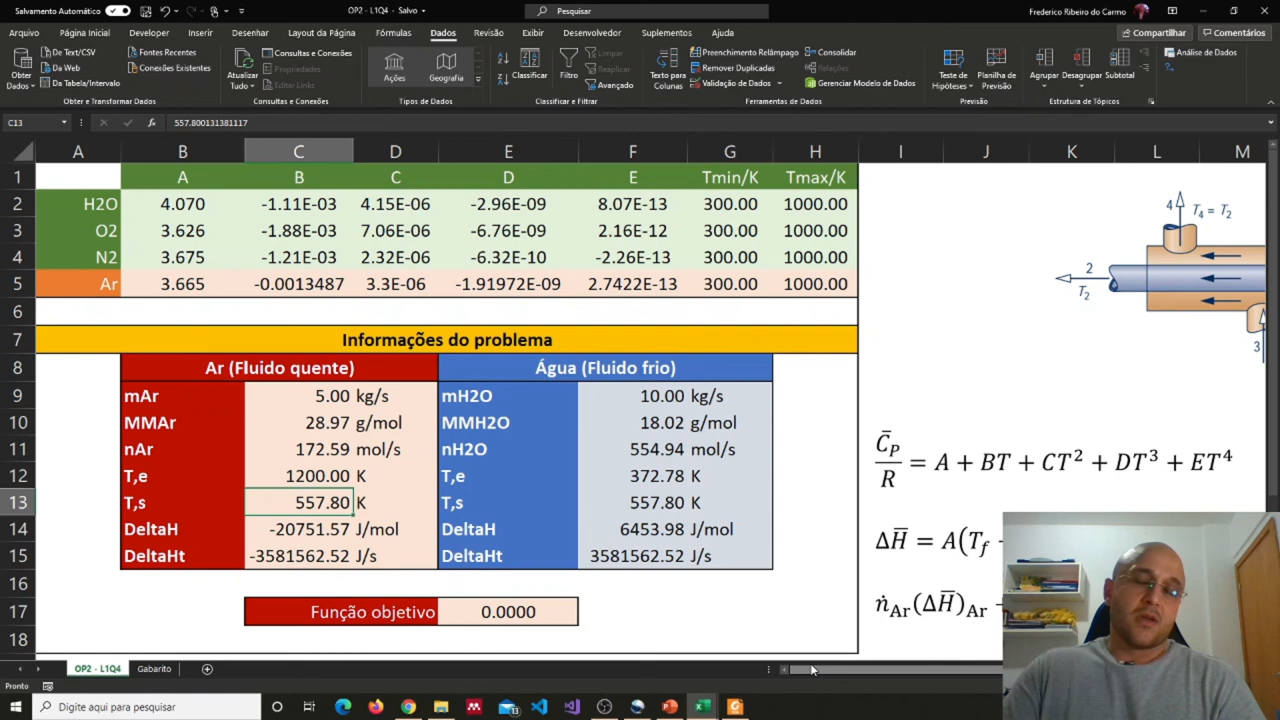 Salvamento Automático
OP2 - L1Q4 - Salvo
Pesquisar
Frederico Ribeiro do Carmo
Arquivo Página Inicial Developer Inserir Desenhar Layout da Página Fórmulas Dados Revisão Exibir Desenvolvedor Suplementos Ajuda
Compartilhar Comentários
Obter Dados
De Text/CSV
Da Web
Da Tabela/Intervalo
Fontes Recentes
Conexões Existentes
Obter e Transformar Dados
Atualizar Tudo
Consultas e Conexões
Propriedades
Editar Links
Consultas e Conexões
Ações Geografia
Tipos de Dados
Classificar Filtro
Limpar
Reaplicar
Avançado
Classificar e Filtrar
Texto para Colunas
Preenchimento Relâmpago
Remover Duplicadas
Validação de Dados
Consolidar
Relações
Gerenciar Modelo de Dados
Ferramentas de Dados
Teste de Hipóteses
Planilha de Previsão
Previsão
Agrupar Desagrupar Subtotal
Estrutura de Tópicos
Análise de Dados
C13 fx 557.800131381117
A B C D E F G H I J K L M
1 A B C D E Tmin/K Tmax/K
2 H2O 4.070 -1.11E-03 4.15E-06 -2.96E-09 8.07E-13 300.00 1000.00
3 O2 3.626 -1.88E-03 7.06E-06 -6.76E-09 2.16E-12 300.00 1000.00
4 N2 3.675 -1.21E-03 2.32E-06 -6.32E-10 -2.26E-13 300.00 1000.00
5 Ar 3.665 -0.0013487 3.3E-06 -1.91972E-09 2.7422E-13 300.00 1000.00
6
7 Informações do problema
8 Ar (Fluido quente) Água (Fluido frio)
9 mAr 5.00 kg/s mH2O 10.00 kg/s
10 MMAr 28.97 g/mol MMH2O 18.02 g/mol
11 nAr 172.59 mol/s nH2O 554.94 mol/s
12 T,e 1200.00 K T,e 372.78 K
13 T,s 557.80 K T,s 557.80 K
14 DeltaH -20751.57 J/mol DeltaH 6453.98 J/mol
15 DeltaHt -3581562.52 J/s DeltaHt 3581562.52 J/s
16
17 Função objetivo 0.0000
18
4 T₄ = T₂
2
T₂
3
C̄_P/R = A + BT + CT² + DT³ + ET⁴
ΔH̄ = A(T_f -
ṅ_Ar(ΔH̄)_Ar -
OP2 - L1Q4 Gabarito
Pronto
Digite aqui para pesquisar
13